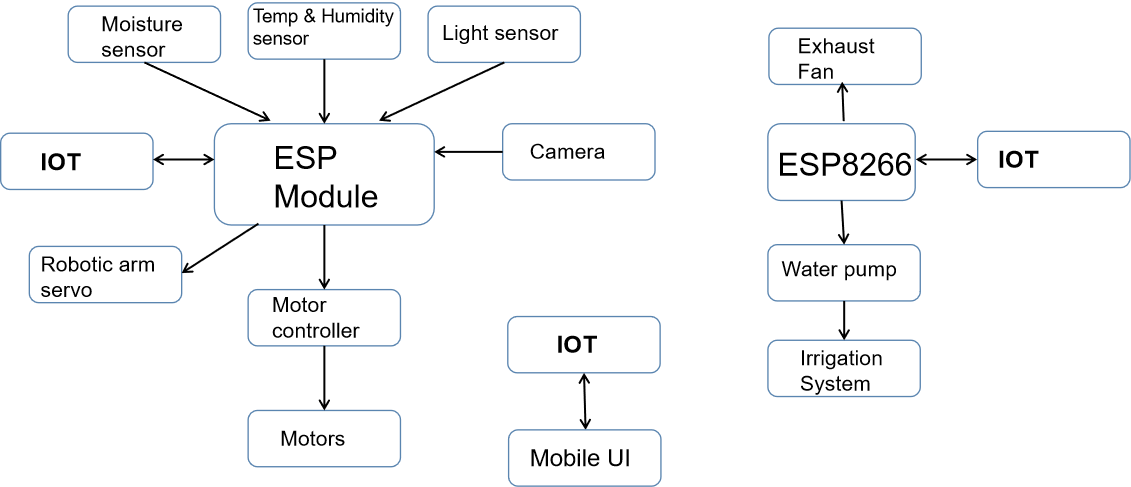 Moisture
sensor
Temp & Humidity
sensor
Light sensor
Exhaust
Fan
IOT
ESP
Module
Camera
ESP8266
IOT
Robotic arm
servo
Motor
controller
Water pump
IOT
Irrigation
System
Motors
Mobile UI